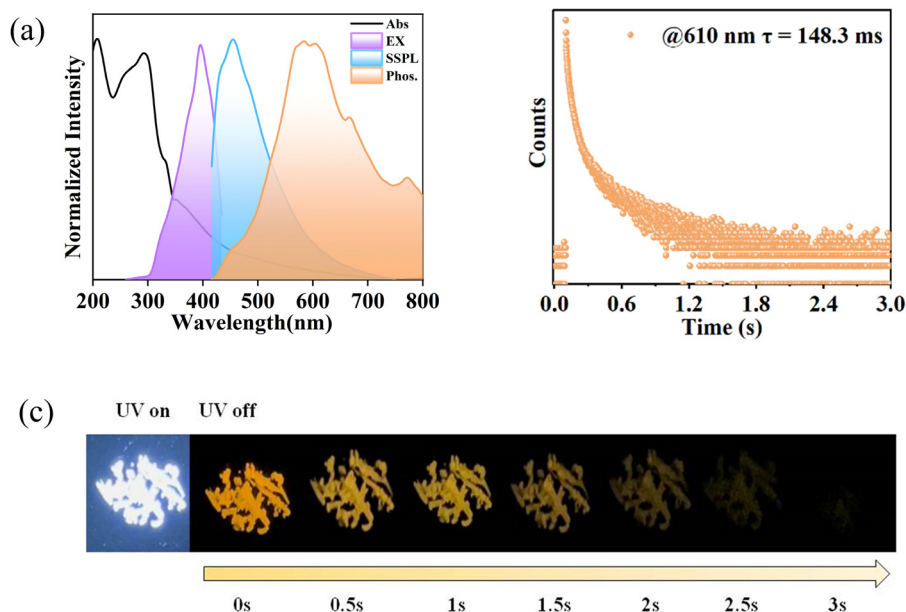 (a)
Abs
EX
SSPL
Phos.
Normalized Intensity
200 300 400 500 600 700 800
Wavelength(nm)
@610 nm τ = 148.3 ms
Counts
0.0 0.6 1.2 1.8 2.4 3.0
Time (s)
(c)
UV on UV off
0s 0.5s 1s 1.5s 2s 2.5s 3s